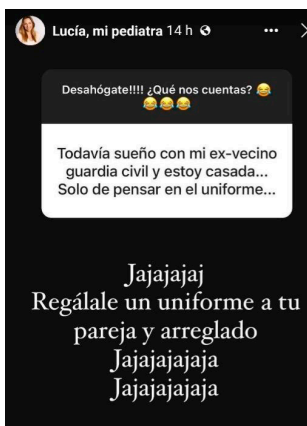 Lucía, mi pediatra 14 h
Desahógate!!!! ¿Qué nos cuentas? 😂
😂😂😂
Todavía sueño con mi ex-vecino
guardia civil y estoy casada...
Solo de pensar en el uniforme...
Jajajajaj
Regálale un uniforme a tu
pareja y arreglado
Jajajajajaja
Jajajajajaja